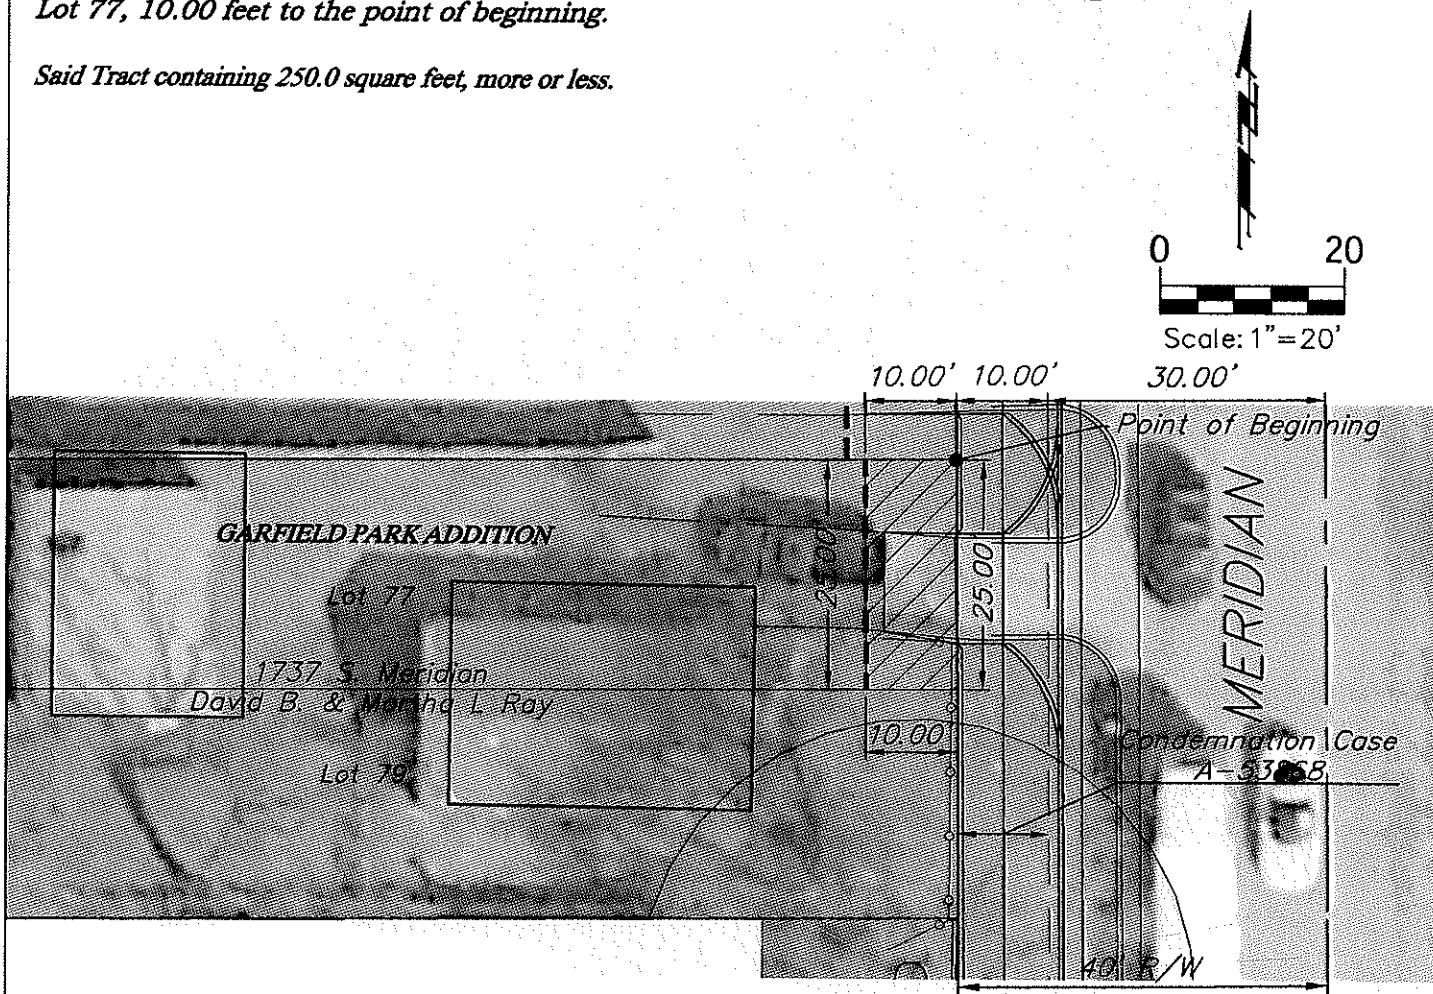 Lot 77, 10.00 feet to the point of beginning.
Said Tract containing 250.0 square feet, more or less.
0 20
Scale: 1"=20'
10.00' 10.00' 30.00'
Point of Beginning
GARFIELD PARK ADDITION
25.00'
25.00
MERIDIAN
Lot 77
1737 S. Meridian
David B. & Martha L Ray
10.00'
Condemnation Case
Lot 79
40' R/W